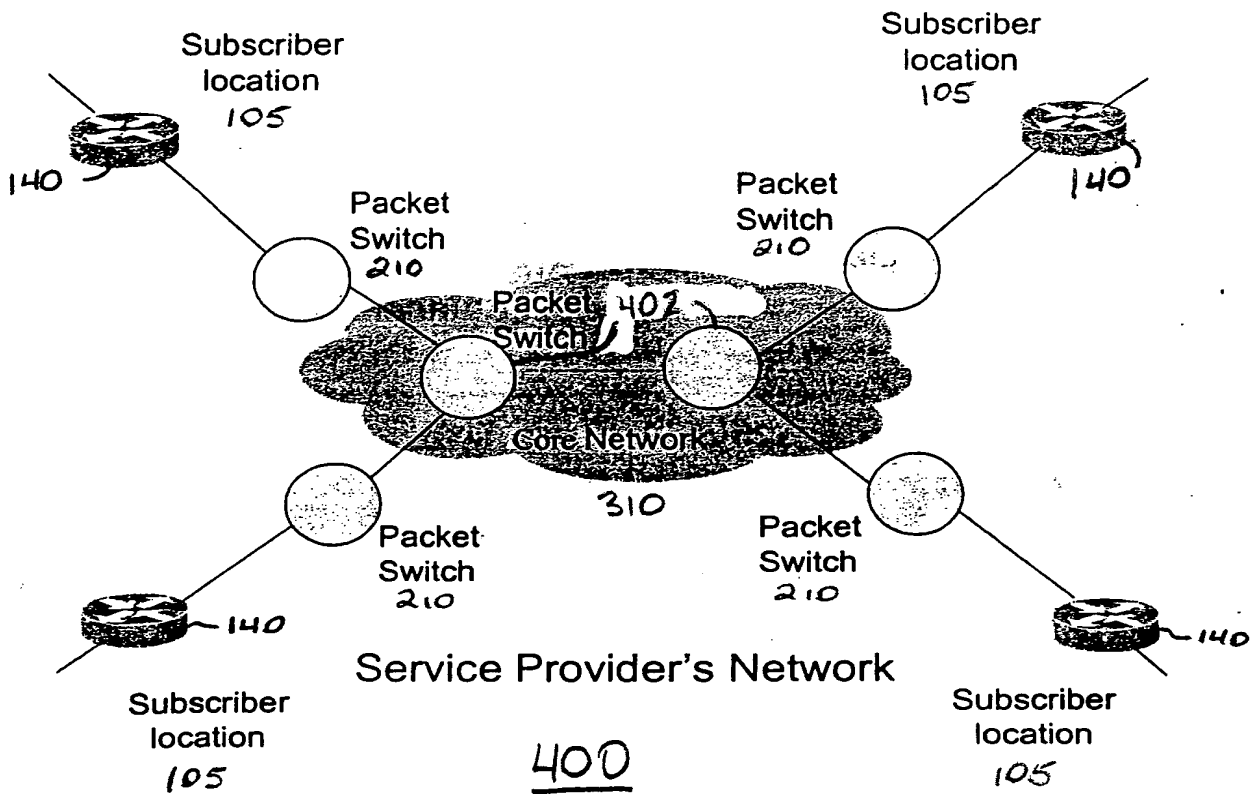 Subscriber
location
105
Subscriber
location
105
140
140
Packet
Switch
210
Packet
Switch
210
Packet
Switch
402
Core Network
310
Packet
Switch
210
Packet
Switch
210
140
140
Service Provider's Network
Subscriber
location
105
Subscriber
location
105
400